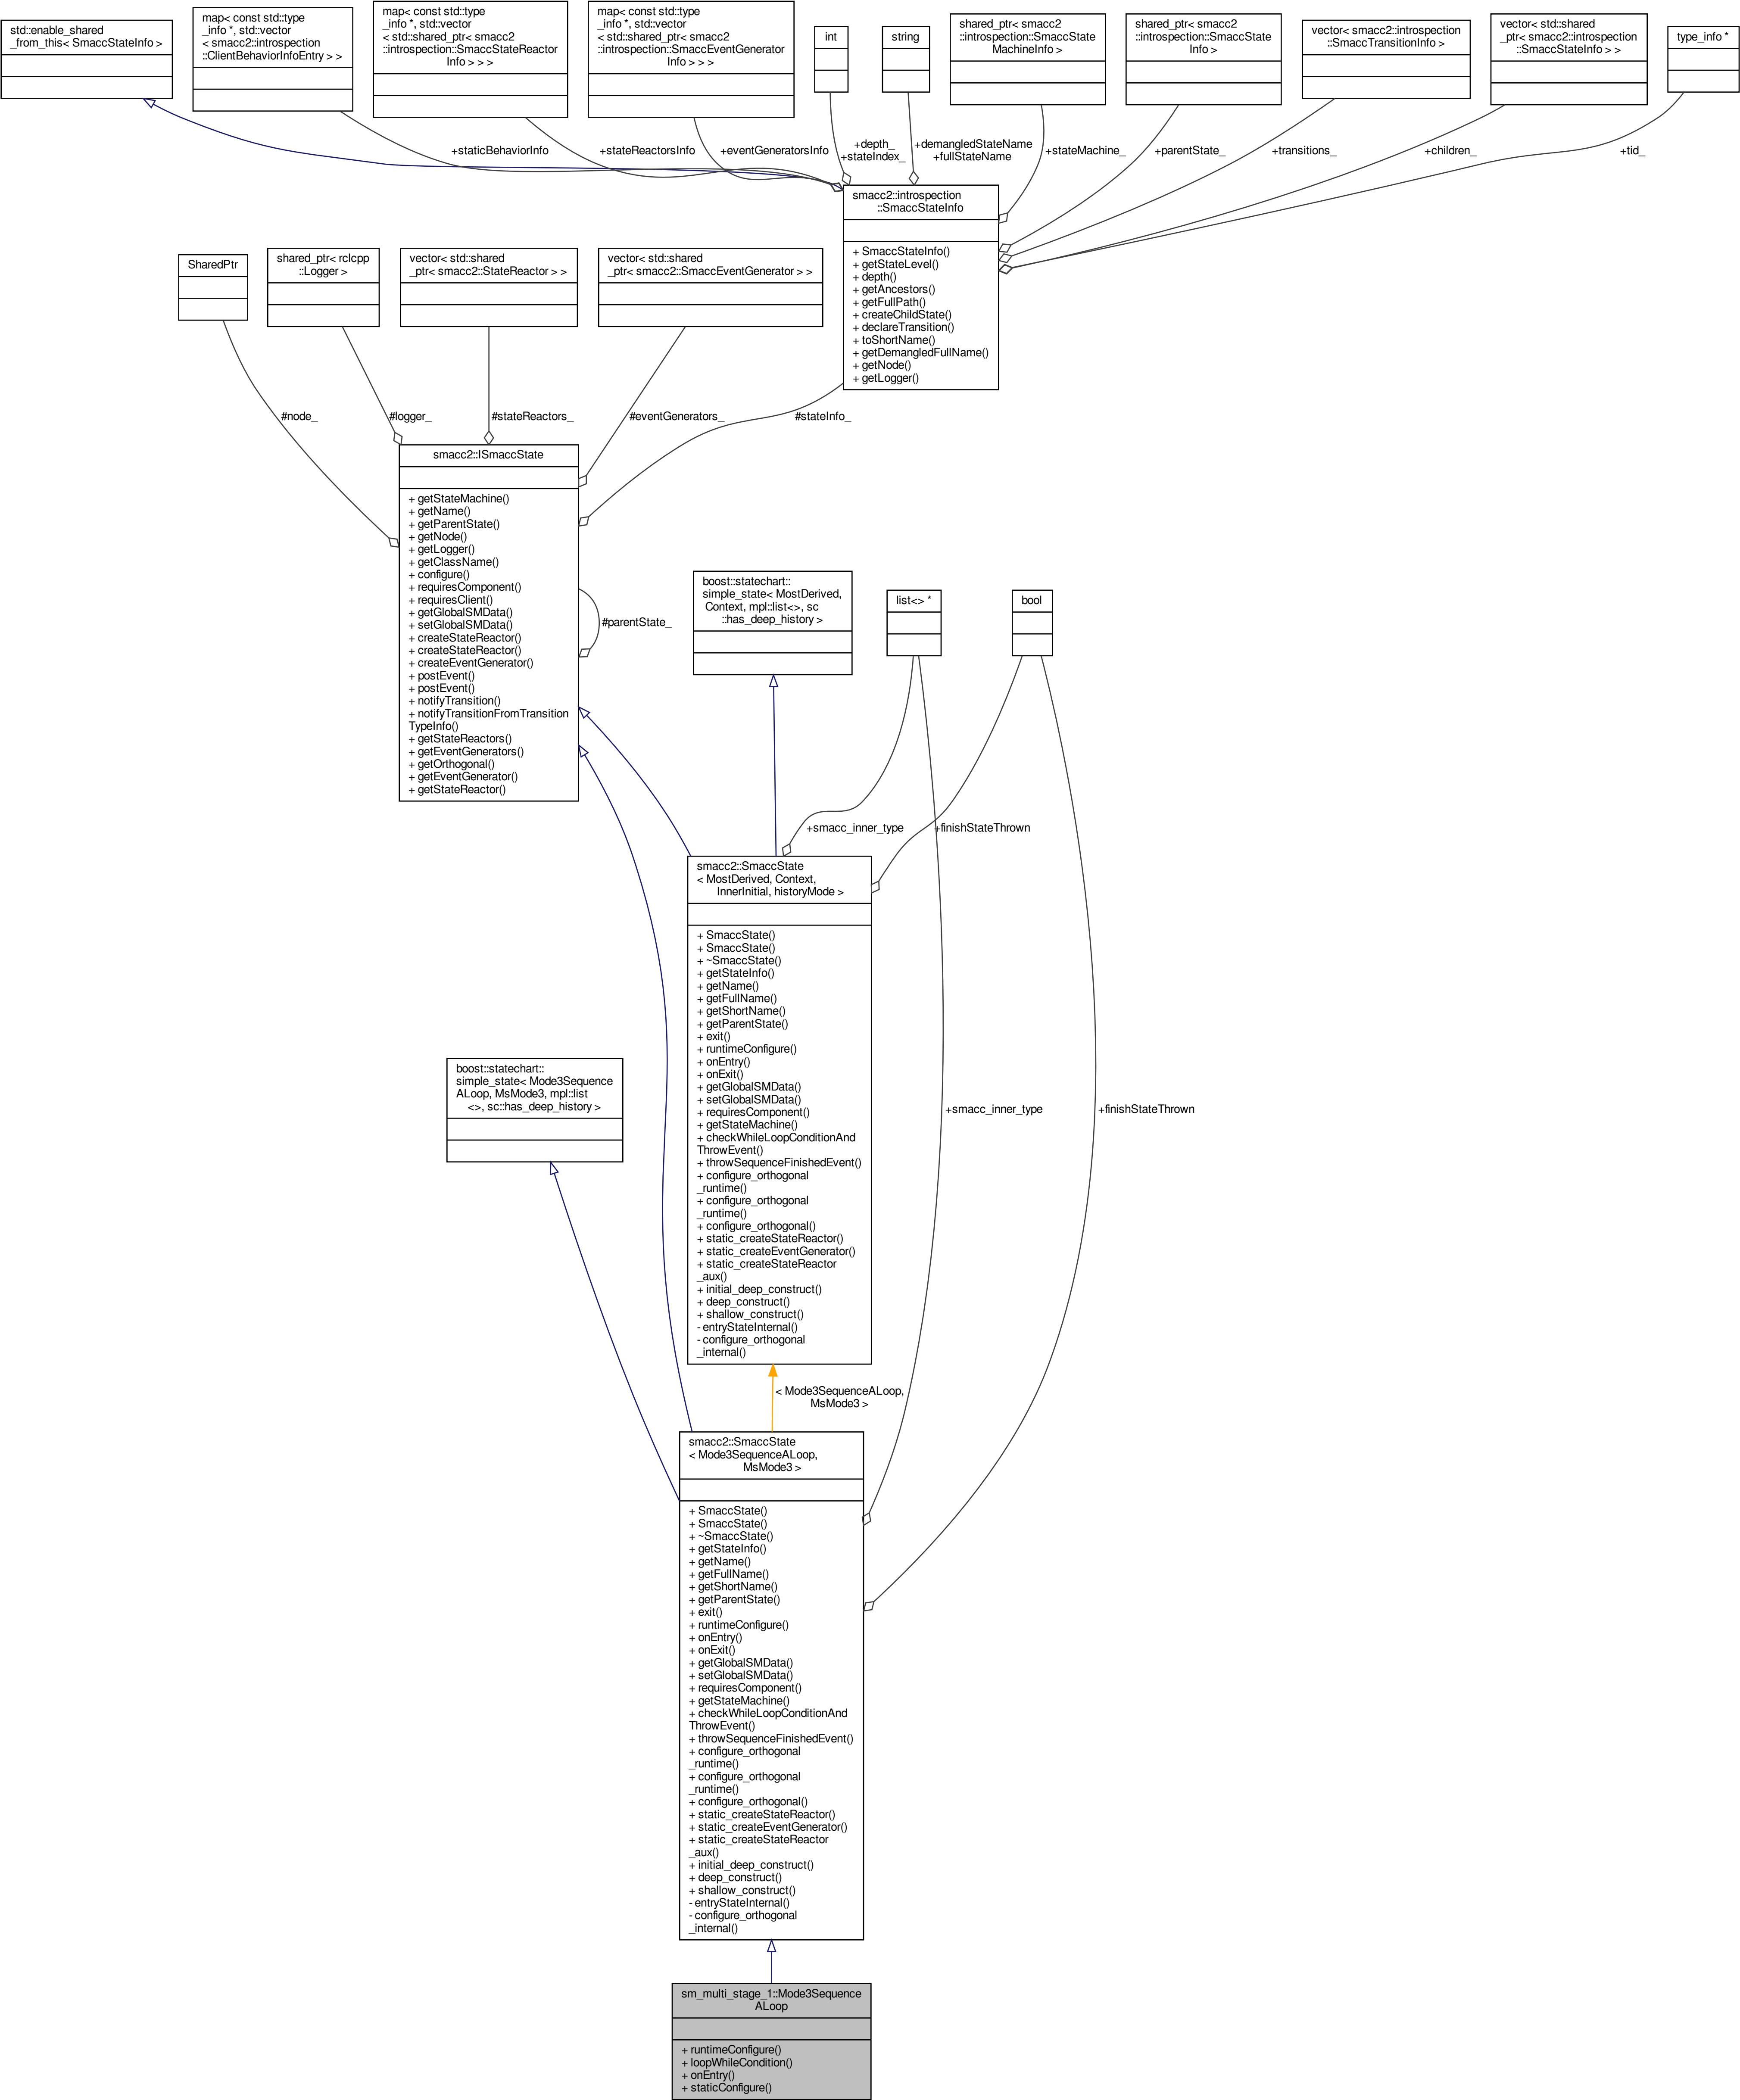 std::enable_shared
_from_this< SmaccStateInfo >
map< const std::type
_info *, std::vector
< smacc2::introspection
::ClientBehaviorInfoEntry > >
map< const std::type
_info *, std::vector
< std::shared_ptr< smacc2
::introspection::SmaccStateReactor
Info > > >
map< const std::type
_info *, std::vector
< std::shared_ptr< smacc2
::introspection::SmaccEventGenerator
Info > > >
int
string
shared_ptr< smacc2
::introspection::SmaccState
MachineInfo >
shared_ptr< smacc2
::introspection::SmaccState
Info >
vector< smacc2::introspection
::SmaccTransitionInfo >
vector< std::shared
_ptr< smacc2::introspection
::SmaccStateInfo > >
type_info *
+staticBehaviorInfo
+stateReactorsInfo
+eventGeneratorsInfo
+depth_
+stateIndex_
+demangledStateName
+fullStateName
+stateMachine_
+parentState_
+transitions_
+children_
+tid_
smacc2::introspection
::SmaccStateInfo
+ SmaccStateInfo()
+ getStateLevel()
+ depth()
+ getAncestors()
+ getFullPath()
+ createChildState()
+ declareTransition()
+ toShortName()
+ getDemangledFullName()
+ getNode()
+ getLogger()
SharedPtr
shared_ptr< rclcpp
::Logger >
vector< std::shared
_ptr< smacc2::StateReactor > >
vector< std::shared
_ptr< smacc2::SmaccEventGenerator > >
#node_
#logger_
#stateReactors_
#eventGenerators_
#stateInfo_
smacc2::ISmaccState
+ getStateMachine()
+ getName()
+ getParentState()
+ getNode()
+ getLogger()
+ getClassName()
+ configure()
+ requiresComponent()
+ requiresClient()
+ getGlobalSMData()
+ setGlobalSMData()
+ createStateReactor()
+ createStateReactor()
+ createEventGenerator()
+ postEvent()
+ postEvent()
+ notifyTransition()
+ notifyTransitionFromTransition
TypeInfo()
+ getStateReactors()
+ getEventGenerators()
+ getOrthogonal()
+ getEventGenerator()
+ getStateReactor()
#parentState_
boost::statechart::
simple_state< MostDerived,
Context, mpl::list<>, sc
::has_deep_history >
list<> *
bool
+smacc_inner_type
+finishStateThrown
smacc2::SmaccState
< MostDerived, Context,
InnerInitial, historyMode >
+ SmaccState()
+ SmaccState()
+ ~SmaccState()
+ getStateInfo()
+ getName()
+ getFullName()
+ getShortName()
+ getParentState()
+ exit()
+ runtimeConfigure()
+ onEntry()
+ onExit()
+ getGlobalSMData()
+ setGlobalSMData()
+ requiresComponent()
+ getStateMachine()
+ checkWhileLoopConditionAnd
ThrowEvent()
+ throwSequenceFinishedEvent()
+ configure_orthogonal
_runtime()
+ configure_orthogonal
_runtime()
+ configure_orthogonal()
+ static_createStateReactor()
+ static_createEventGenerator()
+ static_createStateReactor
_aux()
+ initial_deep_construct()
+ deep_construct()
+ shallow_construct()
- entryStateInternal()
- configure_orthogonal
_internal()
boost::statechart::
simple_state< Mode3Sequence
ALoop, MsMode3, mpl::list
<>, sc::has_deep_history >
+smacc_inner_type
+finishStateThrown
< Mode3SequenceALoop,
MsMode3 >
smacc2::SmaccState
< Mode3SequenceALoop,
MsMode3 >
+ SmaccState()
+ SmaccState()
+ ~SmaccState()
+ getStateInfo()
+ getName()
+ getFullName()
+ getShortName()
+ getParentState()
+ exit()
+ runtimeConfigure()
+ onEntry()
+ onExit()
+ getGlobalSMData()
+ setGlobalSMData()
+ requiresComponent()
+ getStateMachine()
+ checkWhileLoopConditionAnd
ThrowEvent()
+ throwSequenceFinishedEvent()
+ configure_orthogonal
_runtime()
+ configure_orthogonal
_runtime()
+ configure_orthogonal()
+ static_createStateReactor()
+ static_createEventGenerator()
+ static_createStateReactor
_aux()
+ initial_deep_construct()
+ deep_construct()
+ shallow_construct()
- entryStateInternal()
- configure_orthogonal
_internal()
sm_multi_stage_1::Mode3Sequence
ALoop
+ runtimeConfigure()
+ loopWhileCondition()
+ onEntry()
+ staticConfigure()